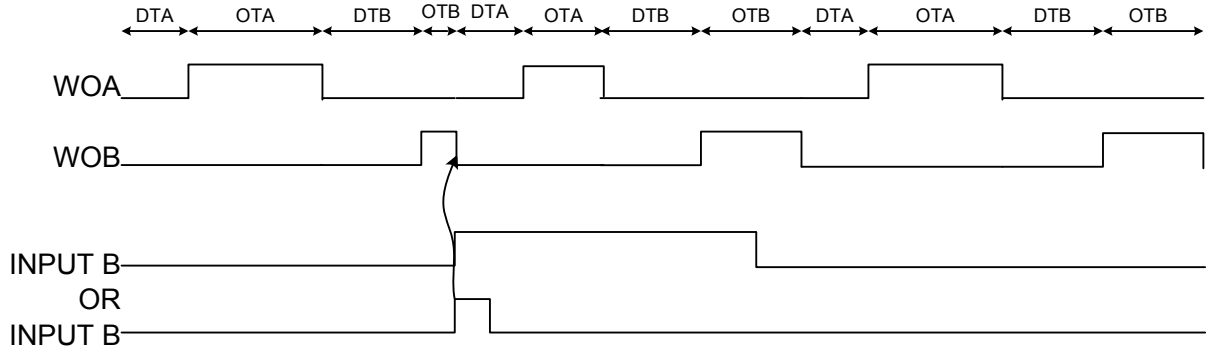 DTA OTA DTB OTB DTA OTA DTB OTB DTA OTA DTB OTB
WOA
WOB
INPUT B
OR
INPUT B